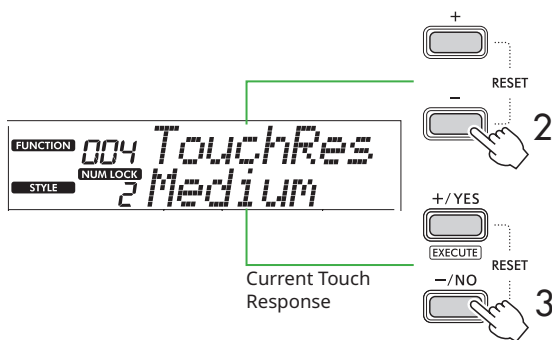 +
RESET
-
2
FUNCTION 004 TouchRes
NUM LOCK
STYLE 2 Medium
+/YES
EXECUTE
RESET
-/NO
3
Current Touch
Response